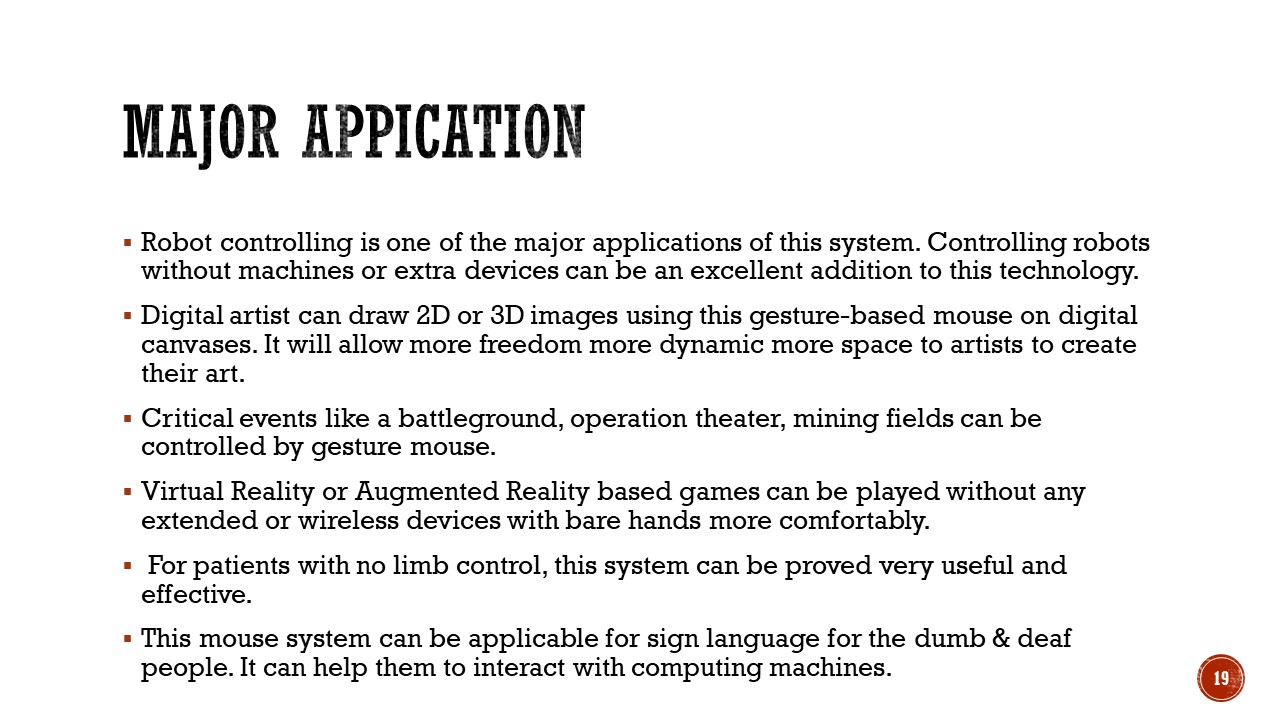 MAJOR APPICATION
▪ Robot controlling is one of the major applications of this system. Controlling robots
without machines or extra devices can be an excellent addition to this technology.
▪ Digital artist can draw 2D or 3D images using this gesture-based mouse on digital
canvases. It will allow more freedom more dynamic more space to artists to create
their art.
▪ Critical events like a battleground, operation theater, mining fields can be
controlled by gesture mouse.
▪ Virtual Reality or Augmented Reality based games can be played without any
extended or wireless devices with bare hands more comfortably.
▪ For patients with no limb control, this system can be proved very useful and
effective.
▪ This mouse system can be applicable for sign language for the dumb & deaf
people. It can help them to interact with computing machines.
19